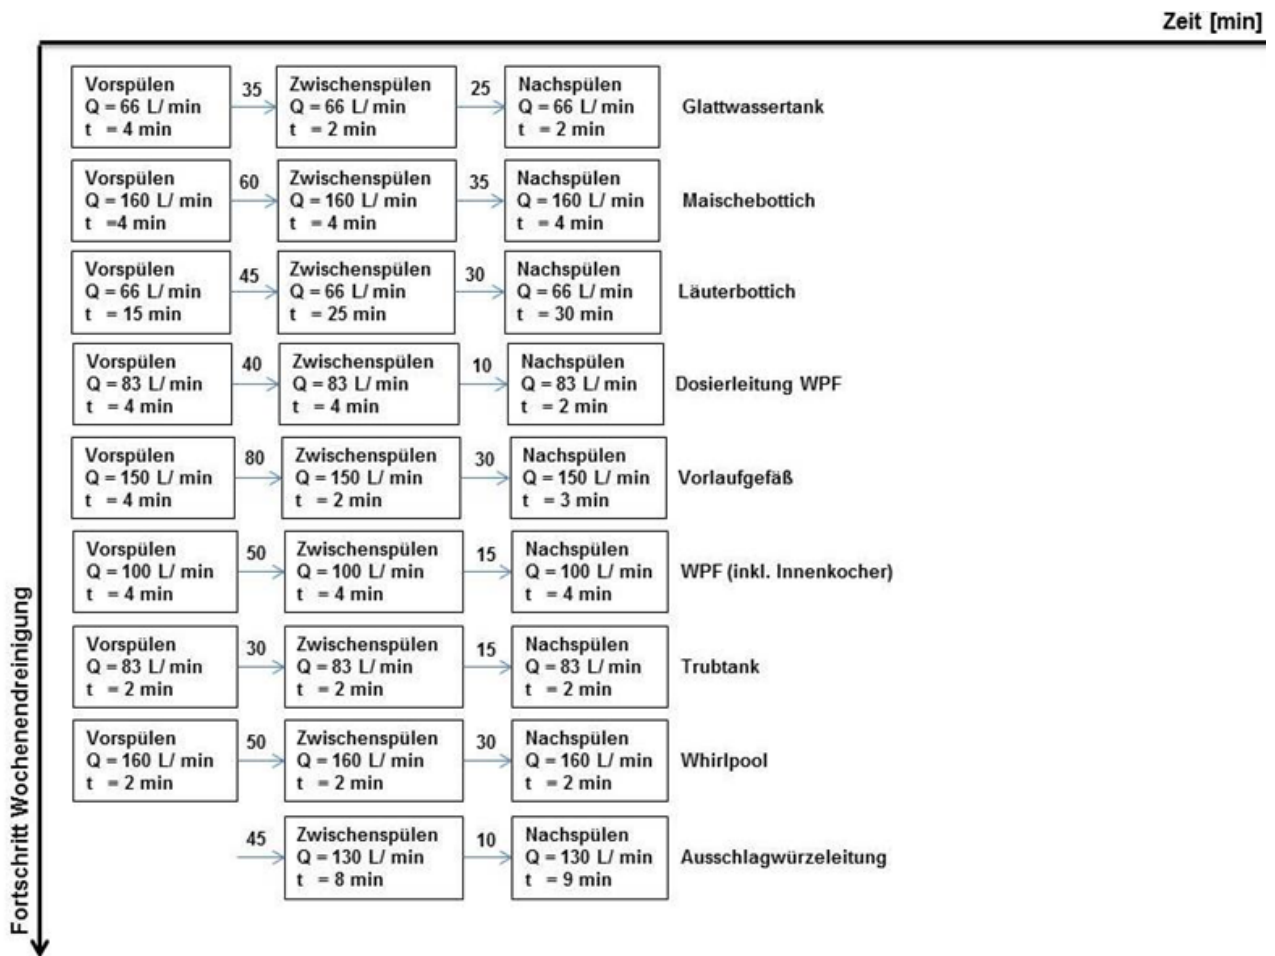 Zeit [min]
Vorspülen
Q = 66 L/ min
t = 4 min
35
Zwischenspülen
Q = 66 L/ min
t = 2 min
25
Nachspülen
Q = 66 L/ min
t = 2 min
Glattwassertank
Vorspülen
Q = 160 L/ min
t =4 min
60
Zwischenspülen
Q = 160 L/ min
t = 4 min
35
Nachspülen
Q = 160 L/ min
t = 4 min
Maischebottich
Vorspülen
Q = 66 L/ min
t = 15 min
45
Zwischenspülen
Q = 66 L/ min
t = 25 min
30
Nachspülen
Q = 66 L/ min
t = 30 min
Läuterbottich
Vorspülen
Q = 83 L/ min
t = 4 min
40
Zwischenspülen
Q = 83 L/ min
t = 4 min
10
Nachspülen
Q = 83 L/ min
t = 2 min
Dosierleitung WPF
Vorspülen
Q = 150 L/ min
t = 4 min
80
Zwischenspülen
Q = 150 L/ min
t = 2 min
30
Nachspülen
Q = 150 L/ min
t = 3 min
Vorlaufgefäß
Vorspülen
Q = 100 L/ min
t = 4 min
50
Zwischenspülen
Q = 100 L/ min
t = 4 min
15
Nachspülen
Q = 100 L/ min
t = 4 min
WPF (inkl. Innenkocher)
Vorspülen
Q = 83 L/ min
t = 2 min
30
Zwischenspülen
Q = 83 L/ min
t = 2 min
15
Nachspülen
Q = 83 L/ min
t = 2 min
Trubtank
Vorspülen
Q = 160 L/ min
t = 2 min
50
Zwischenspülen
Q = 160 L/ min
t = 2 min
30
Nachspülen
Q = 160 L/ min
t = 2 min
Whirlpool
45
Zwischenspülen
Q = 130 L/ min
t = 8 min
10
Nachspülen
Q = 130 L/ min
t = 9 min
Ausschlagwürzeleitung
Fortschritt Wochenendreinigung